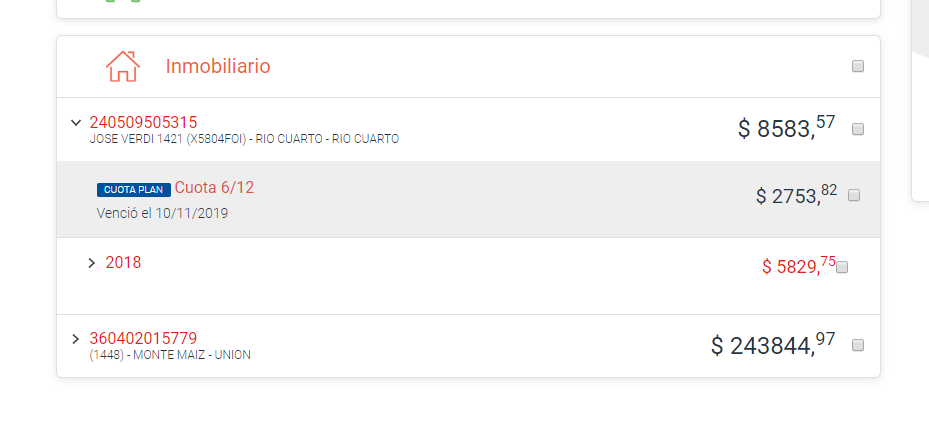 Inmobiliario
240509505315
JOSE VERDI 1421 (X5804FOI) - RIO CUARTO - RIO CUARTO
$ 8583,57
CUOTA PLAN Cuota 6/12
Venció el 10/11/2019
$ 2753,82
2018
$ 5829,75
360402015779
(1448) - MONTE MAIZ - UNION
$ 243844,97